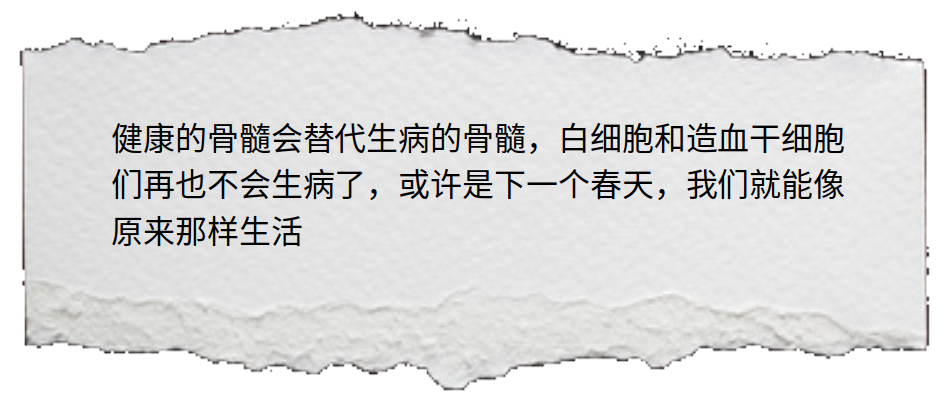 健康的骨髓会替代生病的骨髓，白细胞和造血干细胞
们再也不会生病了，或许是下一个春天，我们就能像
原来那样生活